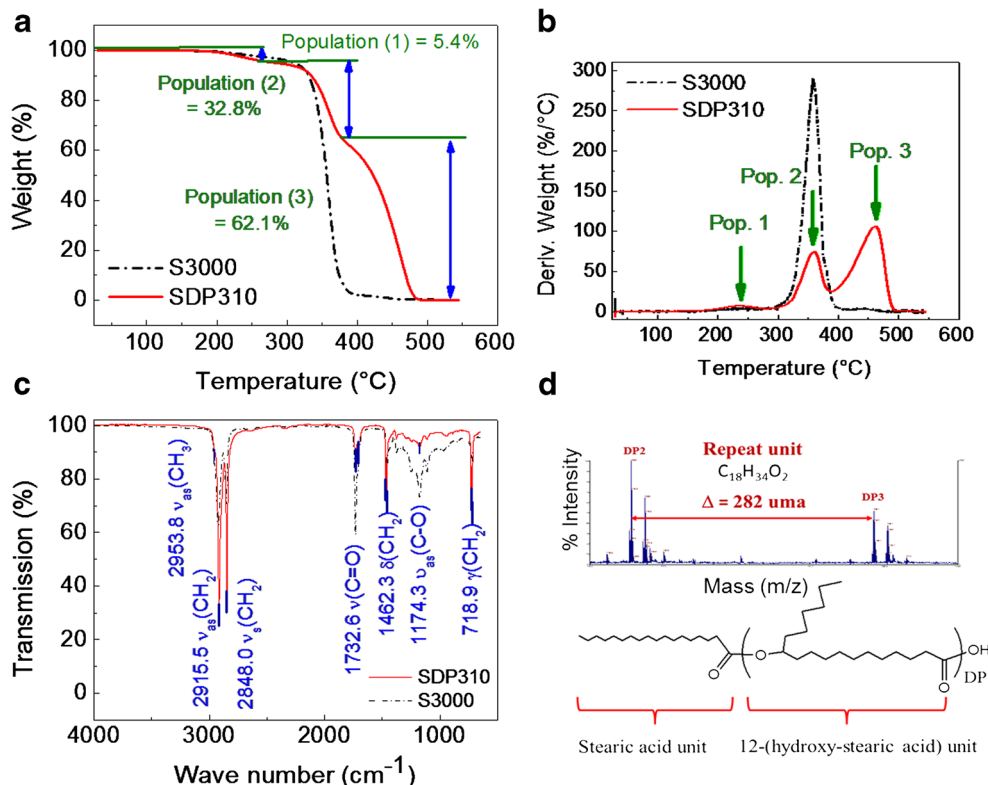 a
100
80
60
40
20
0
Weight (%)
Population (1) = 5.4%
Population (2)
= 32.8%
Population (3)
= 62.1%
S3000
SDP310
100 200 300 400 500 600
Temperature (°C)
b
300
250
200
150
100
50
0
Deriv. Weight (%/°C)
S3000
SDP310
Pop. 1
Pop. 2
Pop. 3
100 200 300 400 500 600
Temperature (°C)
c
100
80
60
40
20
0
Transmission (%)
2953.8 νas(CH3)
2915.5 νas(CH2)
2848.0 νs(CH2)
1732.6 ν(C=O)
1462.3 δ(CH2)
1174.3 υas(C-O)
718.9 γ(CH2)
SDP310
S3000
4000 3000 2000 1000
Wave number (cm−1)
d
% Intensity
DP2
Repeat unit
C18H34O2
Δ = 282 uma
DP3
Mass (m/z)
O
O
O
OH
DP
Stearic acid unit
12-(hydroxy-stearic acid) unit